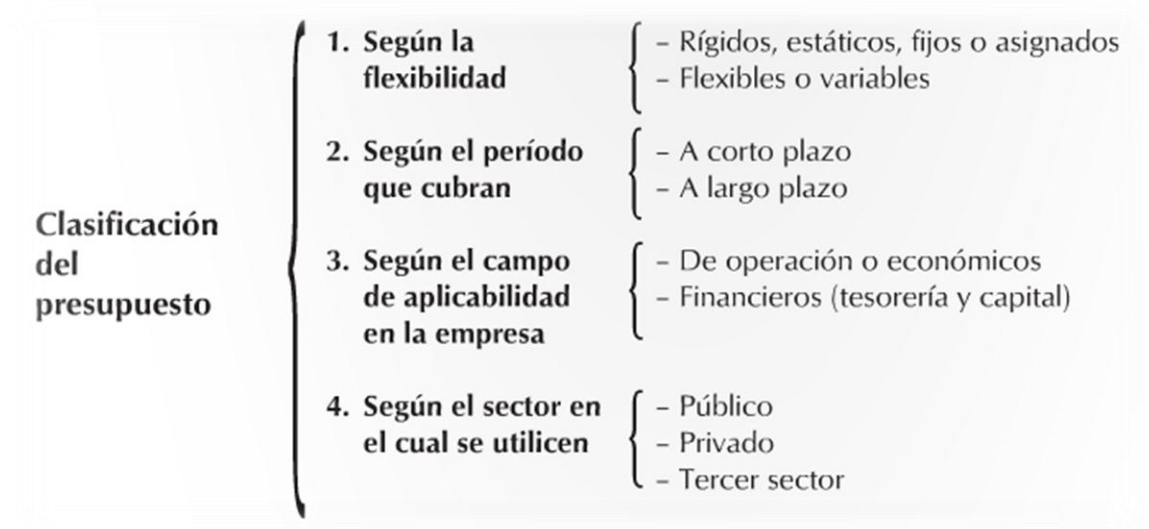 Clasificación
del
presupuesto
1. Según la
flexibilidad
– Rígidos, estáticos, fijos o asignados
– Flexibles o variables
2. Según el período
que cubran
– A corto plazo
– A largo plazo
3. Según el campo
de aplicabilidad
en la empresa
– De operación o económicos
– Financieros (tesorería y capital)
4. Según el sector en
el cual se utilicen
– Público
– Privado
– Tercer sector